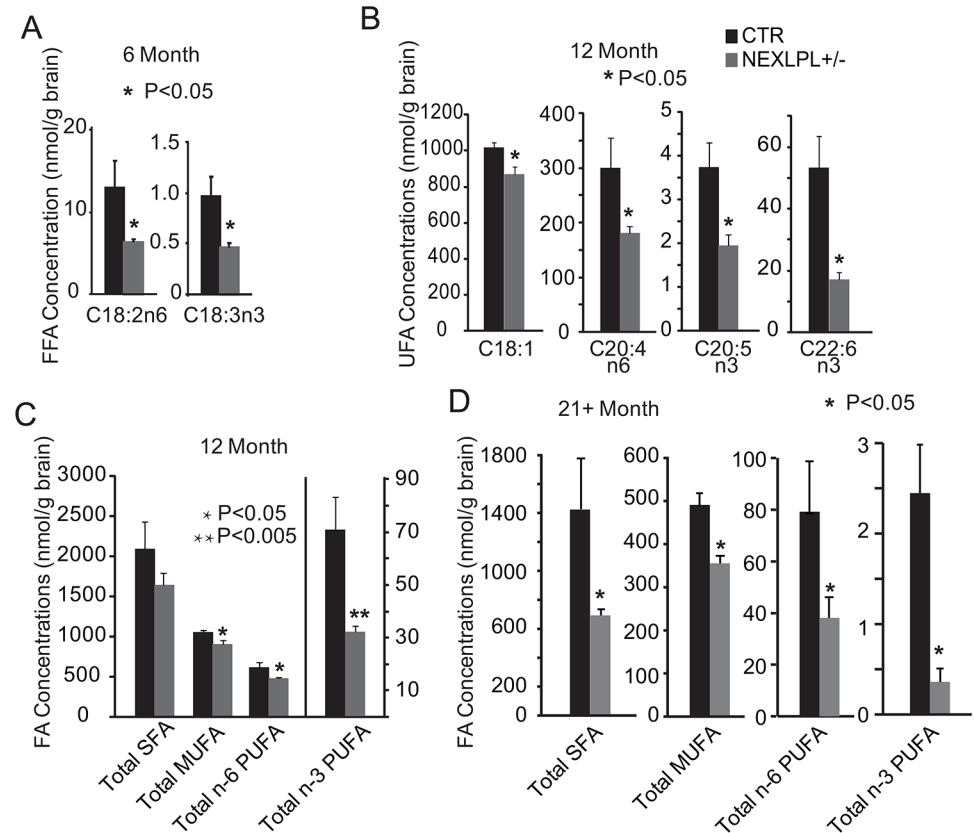 A
6 Month
* P<0.05
FFA Concentration (nmol/g brain)
20
10
0
*
C18:2n6
1.5
1.0
0.5
0
*
C18:3n3
B
12 Month
* P<0.05
CTR
NEXLPL+/-
UFA Concentrations (nmol/g brain)
1200
1000
800
600
400
200
0
*
C18:1
400
300
200
100
0
*
C20:4
n6
5
4
3
2
1
0
*
C20:5
n3
60
40
20
0
*
C22:6
n3
C
12 Month
* P<0.05
** P<0.005
FA Concentrations (nmol/g brain)
3000
2500
2000
1500
1000
500
0
*
*
**
90
70
50
30
10
Total SFA
Total MUFA
Total n-6 PUFA
Total n-3 PUFA
D
21+ Month
* P<0.05
FA Concentrations (nmol/g brain)
1800
1400
1000
600
200
0
*
Total SFA
600
500
400
300
200
100
0
*
Total MUFA
100
80
60
40
20
0
*
Total n-6 PUFA
3
2
1
0
*
Total n-3 PUFA